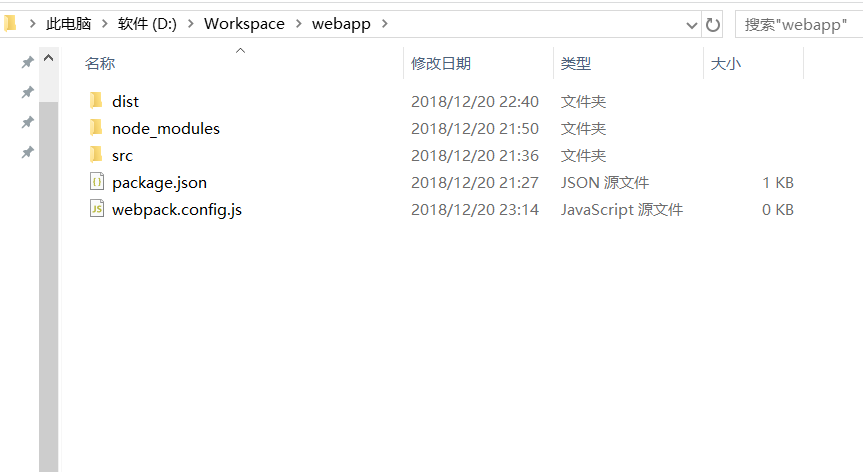 此电脑 > 软件 (D:) > Workspace > webapp > 搜索"webapp"
名称 修改日期 类型 大小
dist 2018/12/20 22:40 文件夹
node_modules 2018/12/20 21:50 文件夹
src 2018/12/20 21:36 文件夹
package.json 2018/12/20 21:27 JSON 源文件 1 KB
webpack.config.js 2018/12/20 23:14 JavaScript 源文件 0 KB